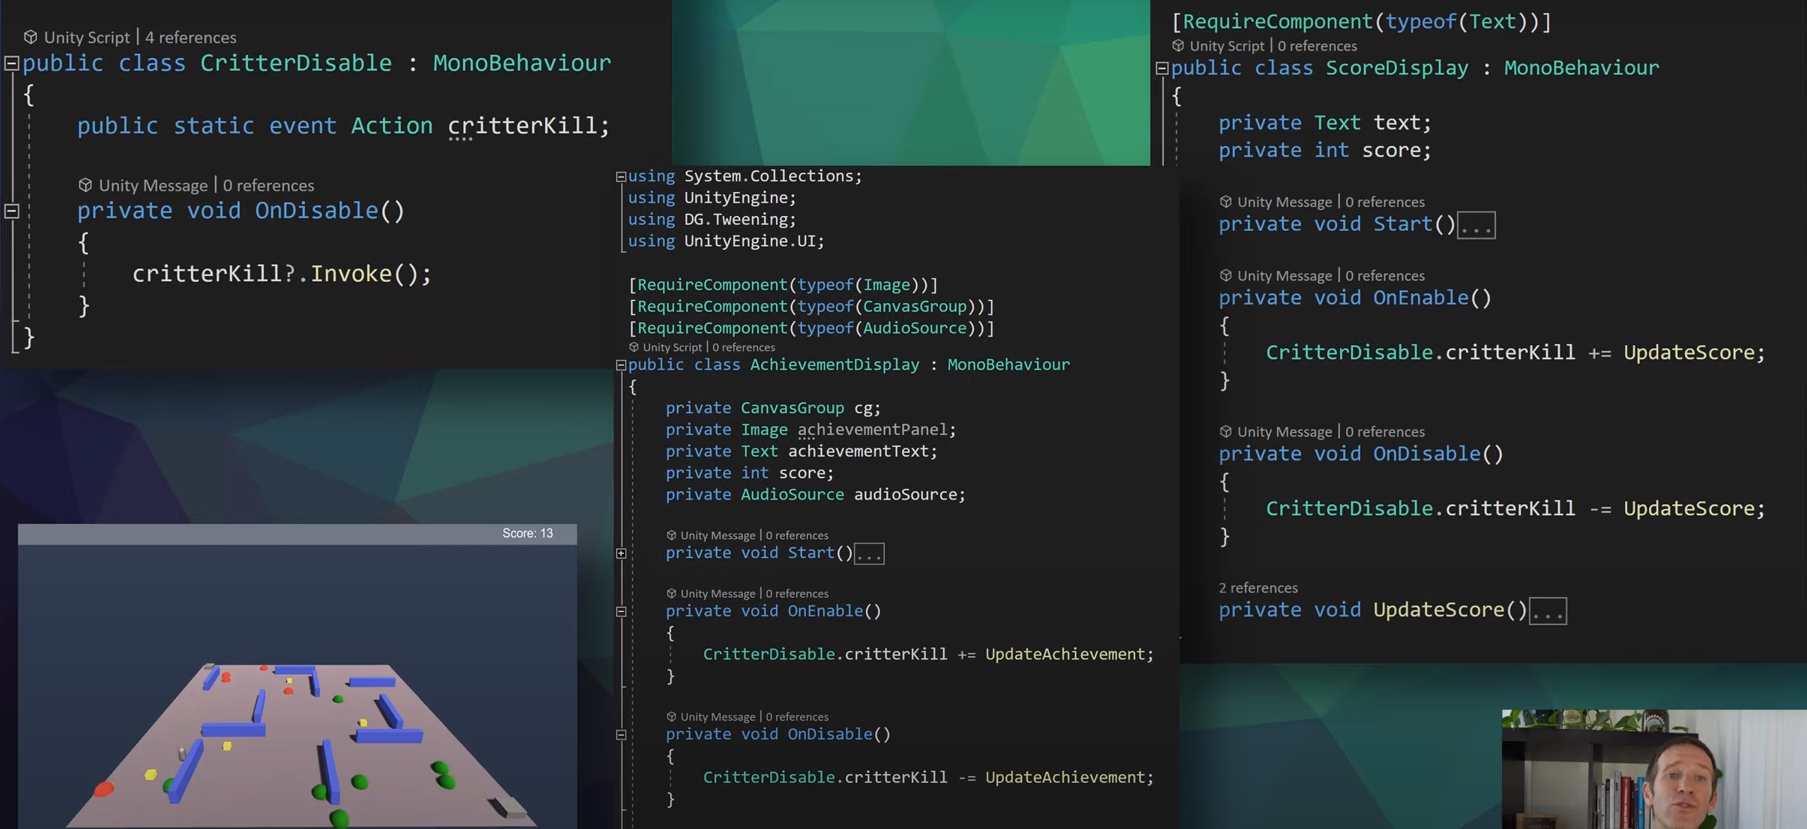 Unity Script | 4 references
public class CritterDisable : MonoBehaviour
{
public static event Action critterKill;
Unity Message | 0 references
private void OnDisable()
{
critterKill?.Invoke();
}
}
using System.Collections;
using UnityEngine;
using DG.Tweening;
using UnityEngine.UI;
[RequireComponent(typeof(Image))]
[RequireComponent(typeof(CanvasGroup))]
[RequireComponent(typeof(AudioSource))]
Unity Script | 0 references
public class AchievementDisplay : MonoBehaviour
{
private CanvasGroup cg;
private Image achievementPanel;
private Text achievementText;
private int score;
private AudioSource audioSource;
Unity Message | 0 references
private void Start()...
Unity Message | 0 references
private void OnEnable()
{
CritterDisable.critterKill += UpdateAchievement;
}
Unity Message | 0 references
private void OnDisable()
{
CritterDisable.critterKill -= UpdateAchievement;
}
[RequireComponent(typeof(Text))]
Unity Script | 0 references
public class ScoreDisplay : MonoBehaviour
{
private Text text;
private int score;
Unity Message | 0 references
private void Start()...
Unity Message | 0 references
private void OnEnable()
{
CritterDisable.critterKill += UpdateScore;
}
Unity Message | 0 references
private void OnDisable()
{
CritterDisable.critterKill -= UpdateScore;
}
2 references
private void UpdateScore()...
Score: 13